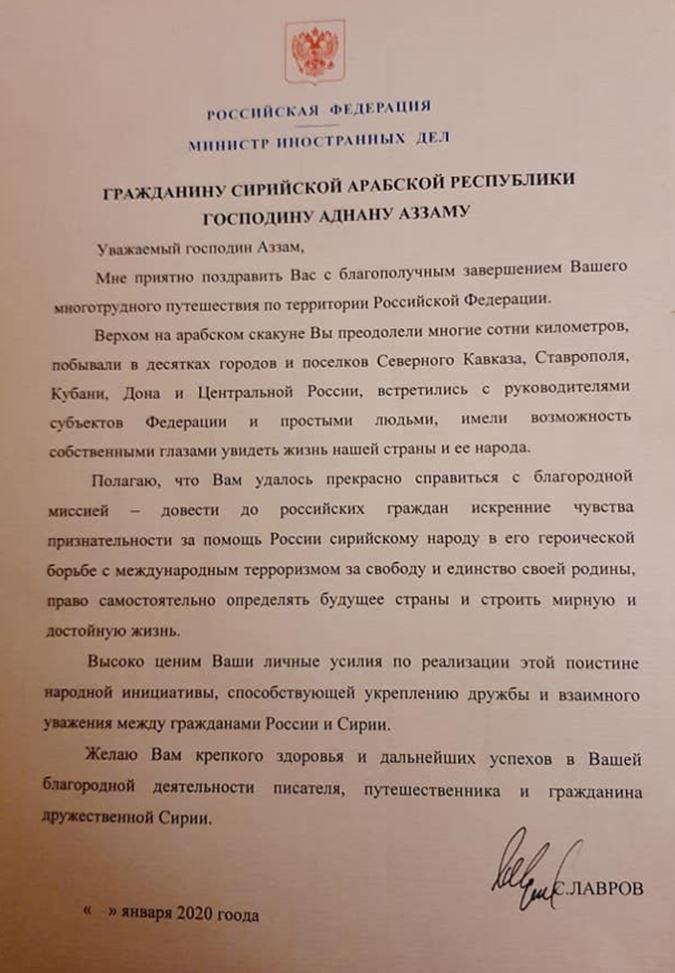 РОССИЙСКАЯ ФЕДЕРАЦИЯ
МИНИСТР ИНОСТРАННЫХ ДЕЛ
ГРАЖДАНИНУ СИРИЙСКОЙ АРАБСКОЙ РЕСПУБЛИКИ
ГОСПОДИНУ АДНАНУ АЗЗАМУ
Уважаемый господин Аззам,
Мне приятно поздравить Вас с благополучным завершением Вашего
многотрудного путешествия по территории Российской Федерации.
Верхом на арабском скакуне Вы преодолели многие сотни километров,
побывали в десятках городов и поселков Северного Кавказа, Ставрополя,
Кубани, Дона и Центральной России, встретились с руководителями
субъектов Федерации и простыми людьми, имели возможность
собственными глазами увидеть жизнь нашей страны и ее народа.
Полагаю, что Вам удалось прекрасно справиться с благородной
миссией – довести до российских граждан искренние чувства
признательности за помощь России сирийскому народу в его героической
борьбе с международным терроризмом за свободу и единство своей родины,
право самостоятельно определять будущее страны и строить мирную и
достойную жизнь.
Высоко ценим Ваши личные усилия по реализации этой поистине
народной инициативы, способствующей укреплению дружбы и взаимного
уважения между гражданами России и Сирии.
Желаю Вам крепкого здоровья и дальнейших успехов в Вашей
благородной деятельности писателя, путешественника и гражданина
дружественной Сирии.
С.ЛАВРОВ
« » января 2020 гоода